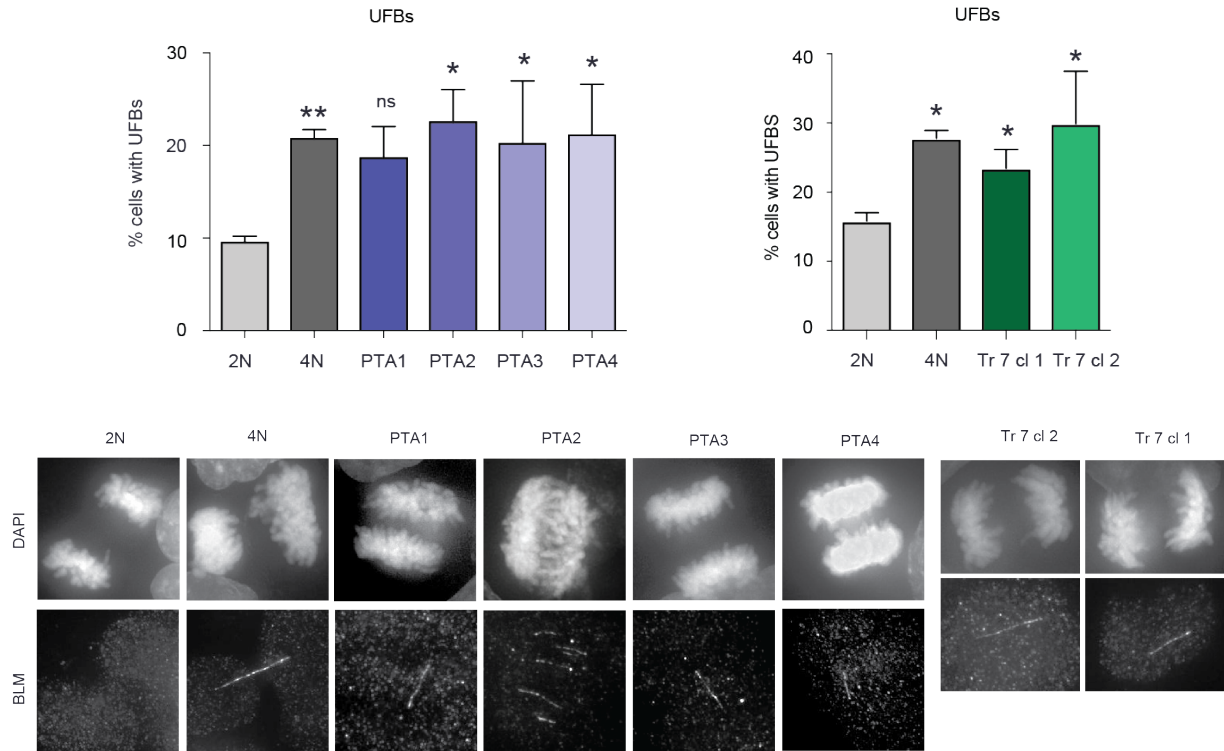 UFBs
30
20
10
0
% cells with UFBs
**
ns
*
*
*
2N
4N
PTA1
PTA2
PTA3
PTA4
UFBs
40
30
20
10
0
% cells with UFBS
*
*
*
2N
4N
Tr 7 cl 1
Tr 7 cl 2
2N
4N
PTA1
PTA2
PTA3
PTA4
Tr 7 cl 2
Tr 7 cl 1
DAPI
BLM